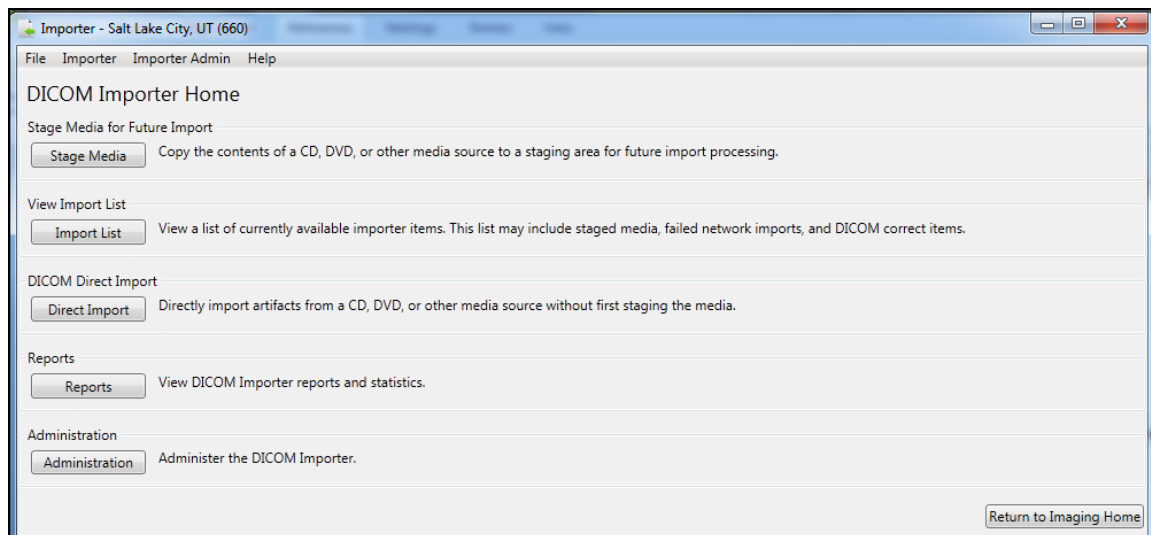 Importer - Salt Lake City, UT (660)
File Importer Importer Admin Help
DICOM Importer Home
Stage Media for Future Import
Stage Media Copy the contents of a CD, DVD, or other media source to a staging area for future import processing.
View Import List
Import List View a list of currently available importer items. This list may include staged media, failed network imports, and DICOM correct items.
DICOM Direct Import
Direct Import Directly import artifacts from a CD, DVD, or other media source without first staging the media.
Reports
Reports View DICOM Importer reports and statistics.
Administration
Administration Administer the DICOM Importer.
Return to Imaging Home